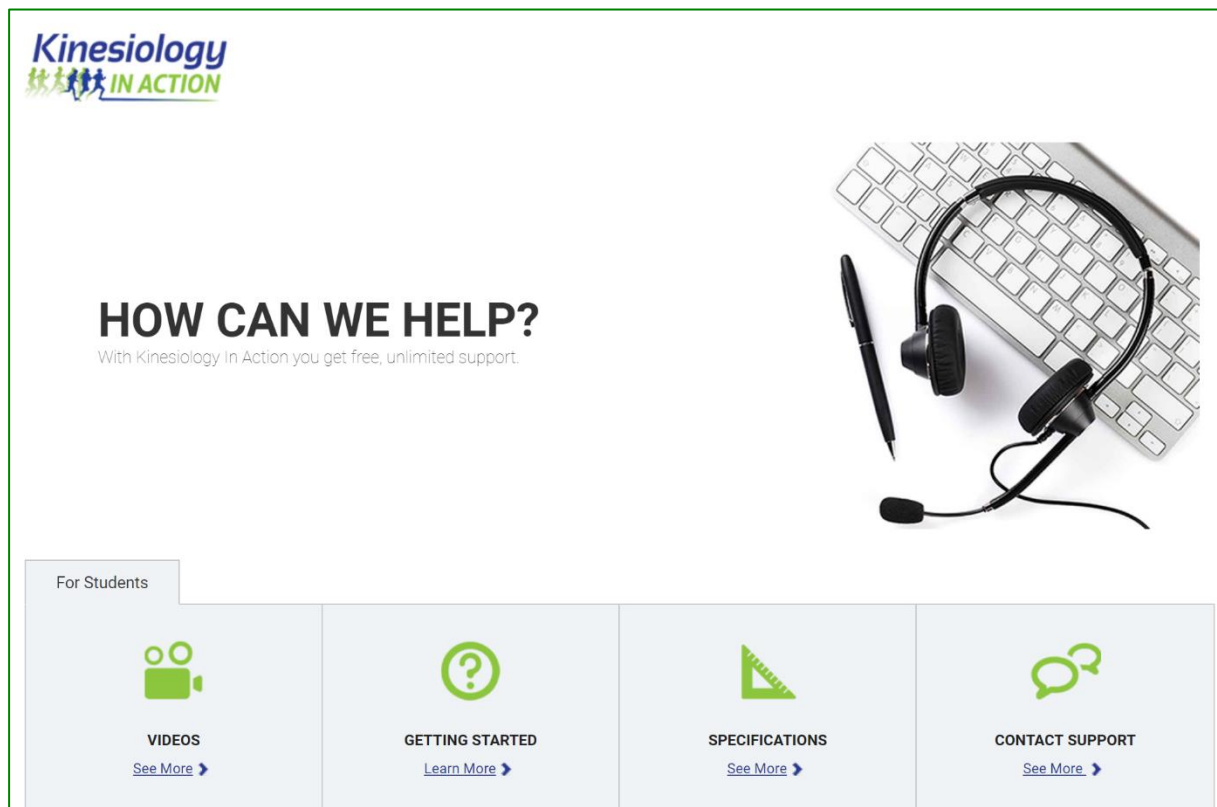 Kinesiology
IN ACTION
HOW CAN WE HELP?
With Kinesiology In Action you get free, unlimited support.
For Students
VIDEOS
See More
GETTING STARTED
Learn More
SPECIFICATIONS
See More
CONTACT SUPPORT
See More